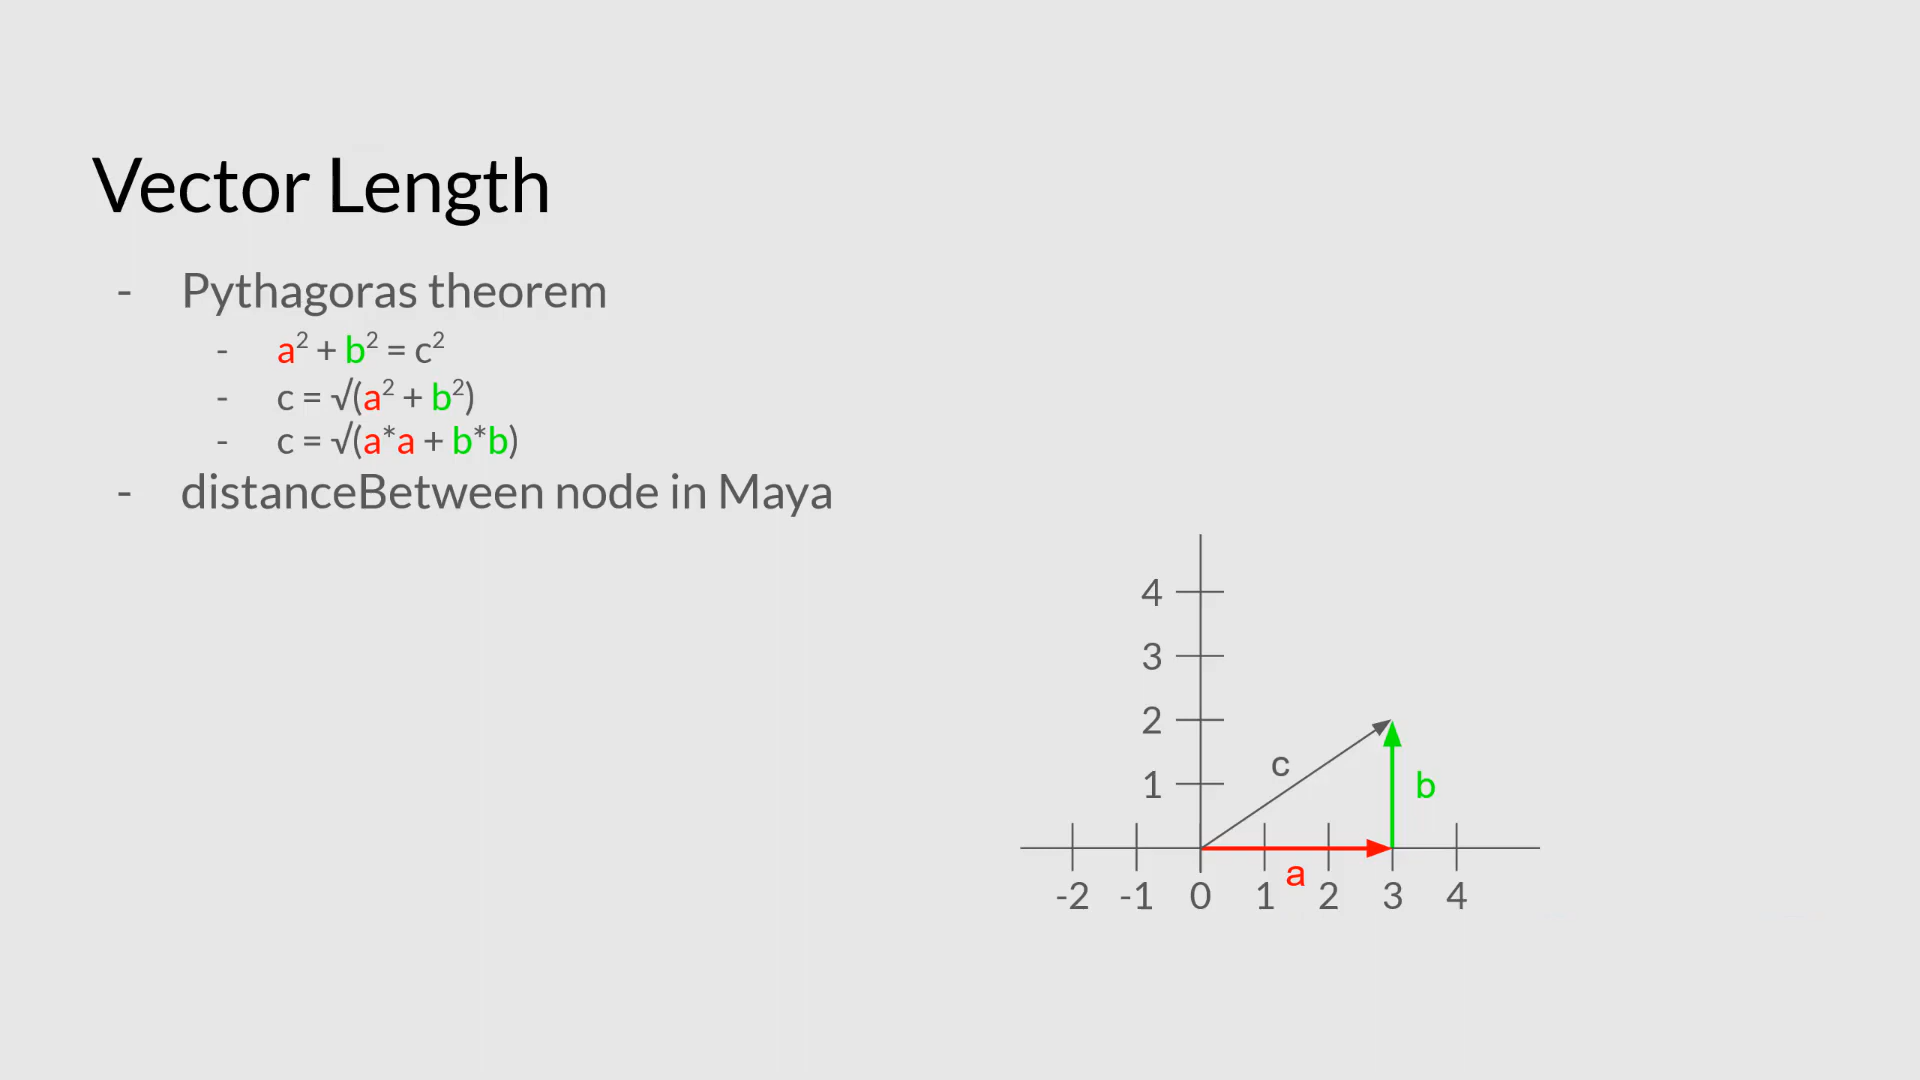 Vector Length
- Pythagoras theorem
- a² + b² = c²
- c = √(a² + b²)
- c = √(a*a + b*b)
- distanceBetween node in Maya
4
3
2
c
1
b
a
-2 -1 0 1 2 3 4